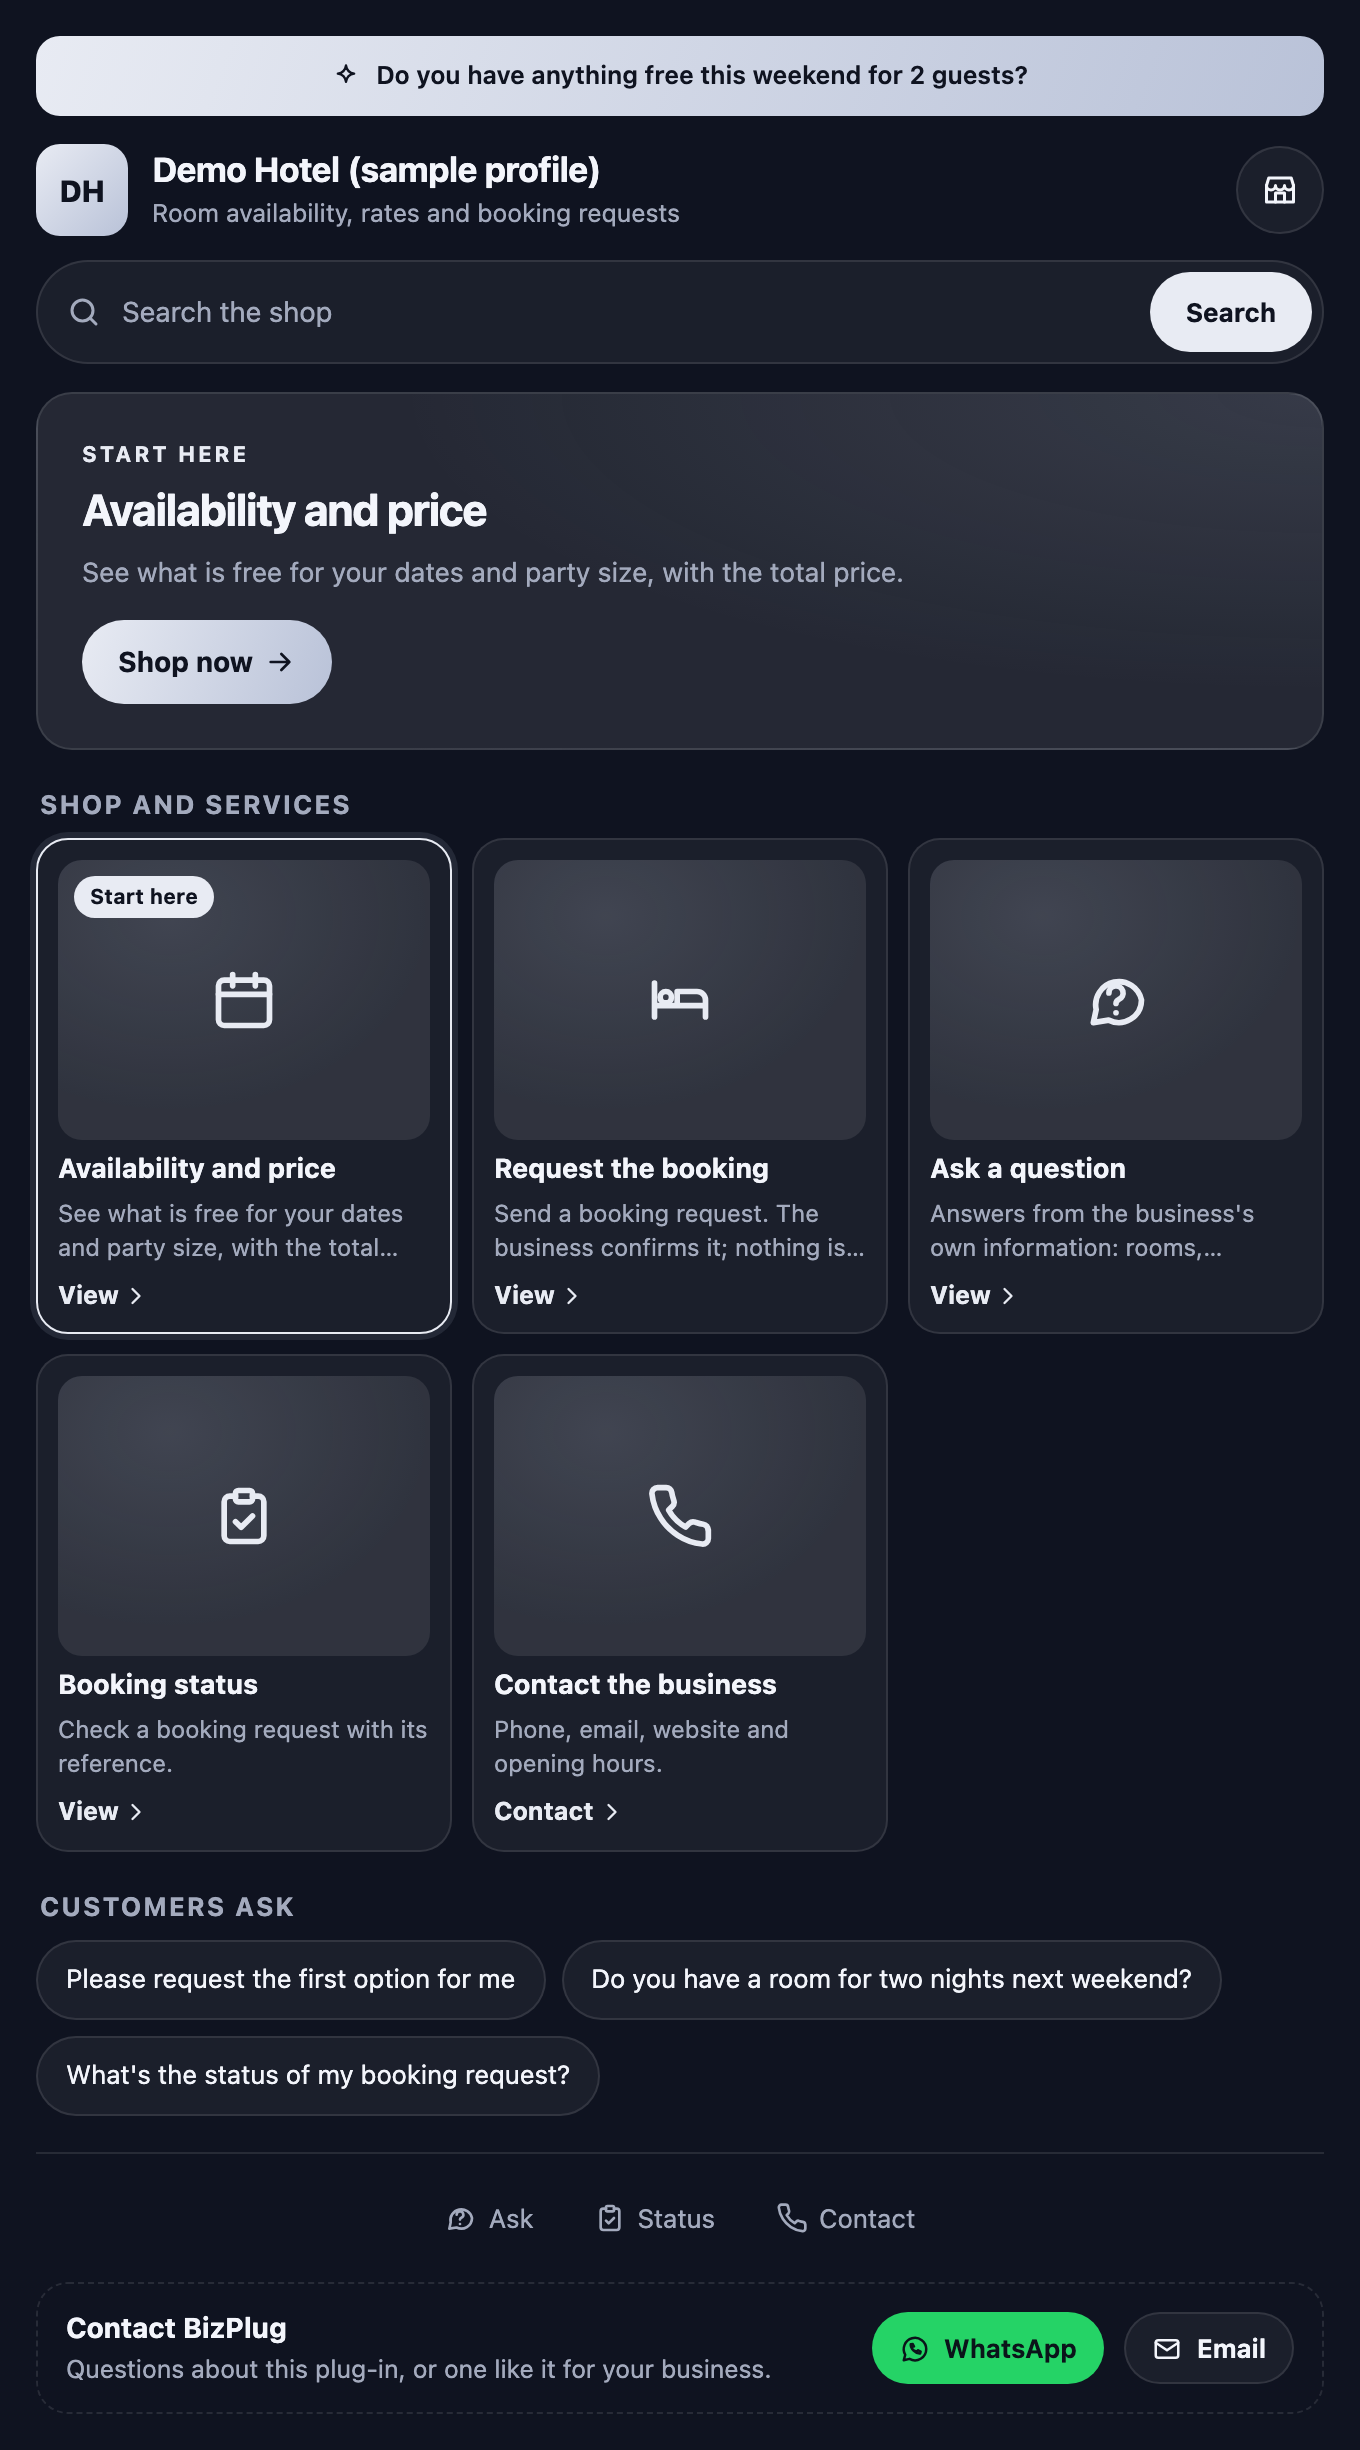 Do you have anything free this weekend for 2 guests?
DH
Demo Hotel (sample profile)
Room availability, rates and booking requests
Search the shop
Search
START HERE
Availability and price
See what is free for your dates and party size, with the total price.
Shop now
SHOP AND SERVICES
Start here
Availability and price
See what is free for your dates
and party size, with the total...
View
Request the booking
Send a booking request. The
business confirms it; nothing is...
View
Ask a question
Answers from the business's
own information: rooms,...
View
Booking status
Check a booking request with its
reference.
View
Contact the business
Phone, email, website and
opening hours.
Contact
CUSTOMERS ASK
Please request the first option for me
Do you have a room for two nights next weekend?
What's the status of my booking request?
Ask
Status
Contact
Contact BizPlug
Questions about this plug-in, or one like it for your business.
WhatsApp
Email